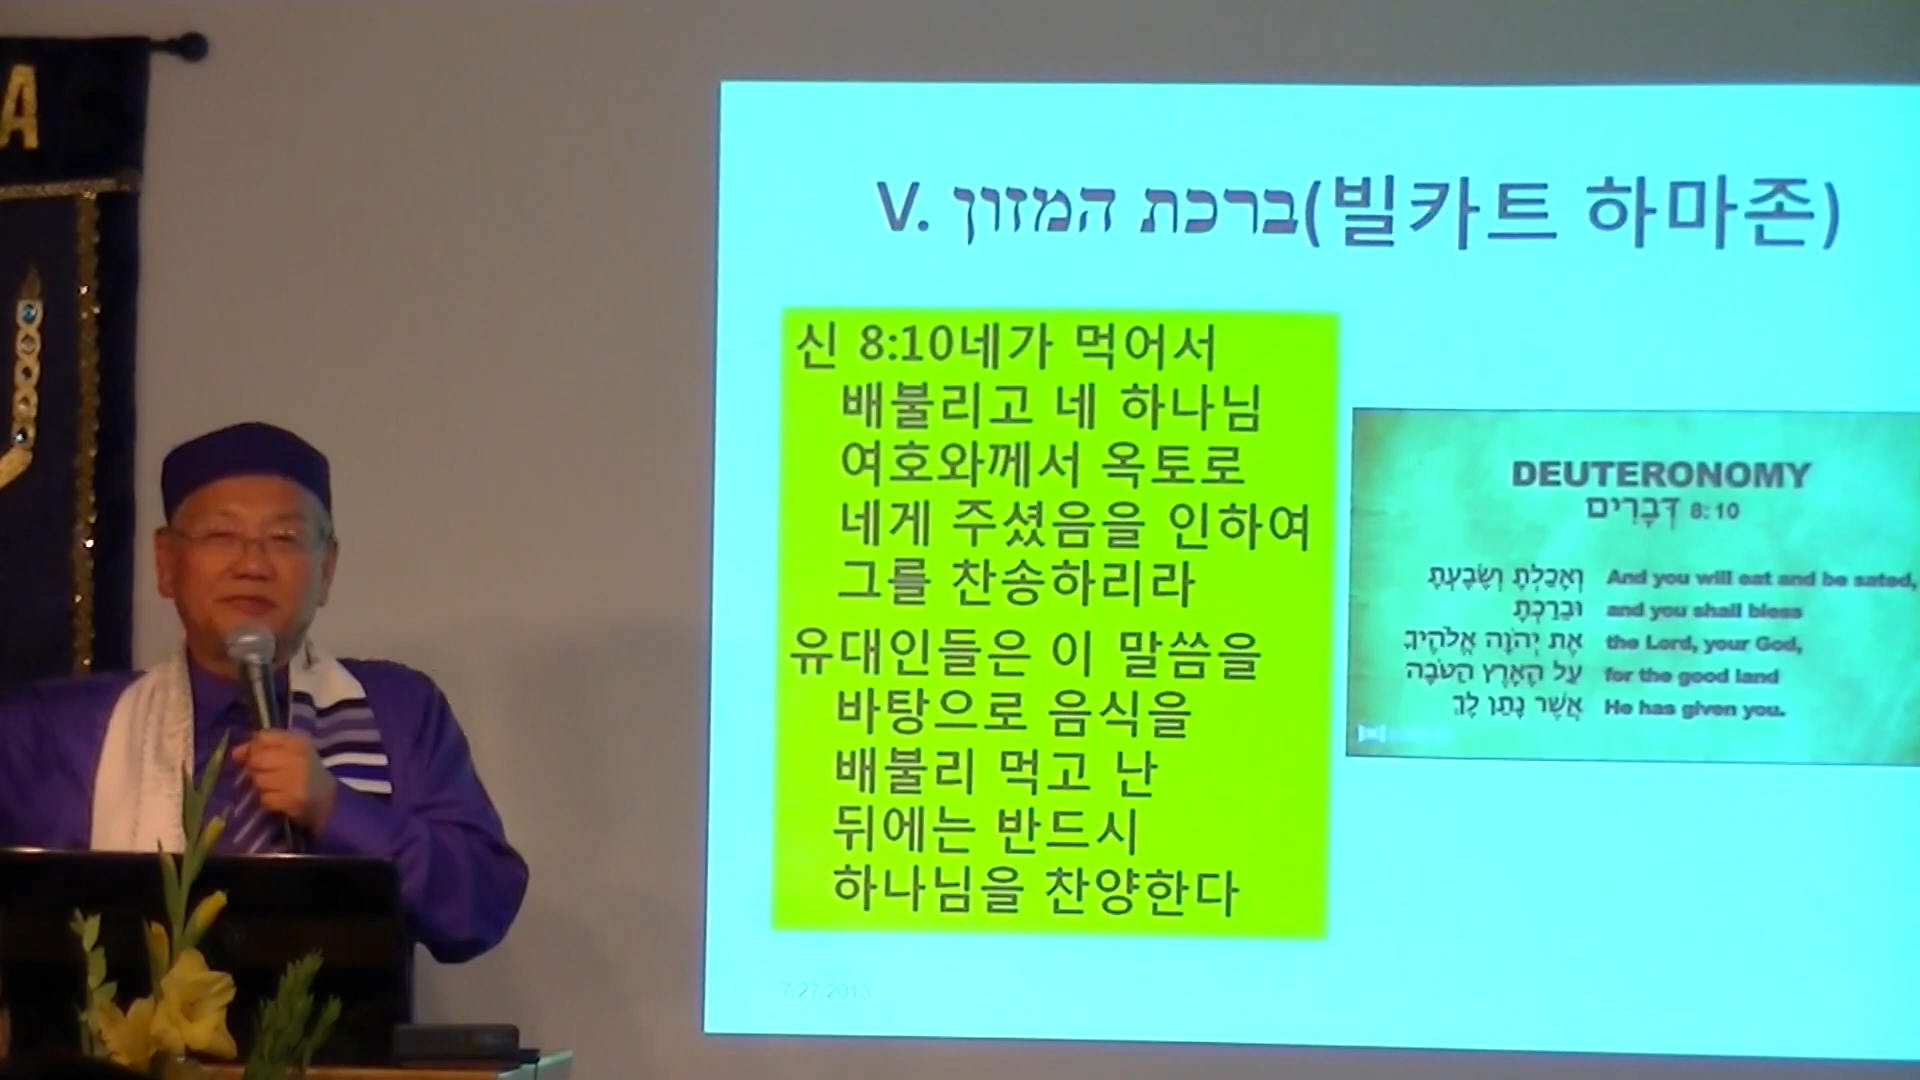 A
V. ברכת המזון(빌카트 하마존)
신 8:10네가 먹어서
배불리고 네 하나님
여호와께서 옥토로
네게 주셨음을 인하여
그를 찬송하리라
유대인들은 이 말씀을
바탕으로 음식을
배불리 먹고 난
뒤에는 반드시
하나님을 찬양한다
DEUTERONOMY
דְּבָרִים 8:10
וְאָכַלְתָּ וְשָׂבָעְתָּ And you will eat and be sated,
וּבֵרַכְתָּ and you shall bless
אֶת יְהוָה אֱלֹהֶיךָ the Lord, your God,
עַל הָאָרֶץ הַטֹּבָה for the good land
אֲשֶׁר נָתַן לָךְ He has given you.
7/27/2013